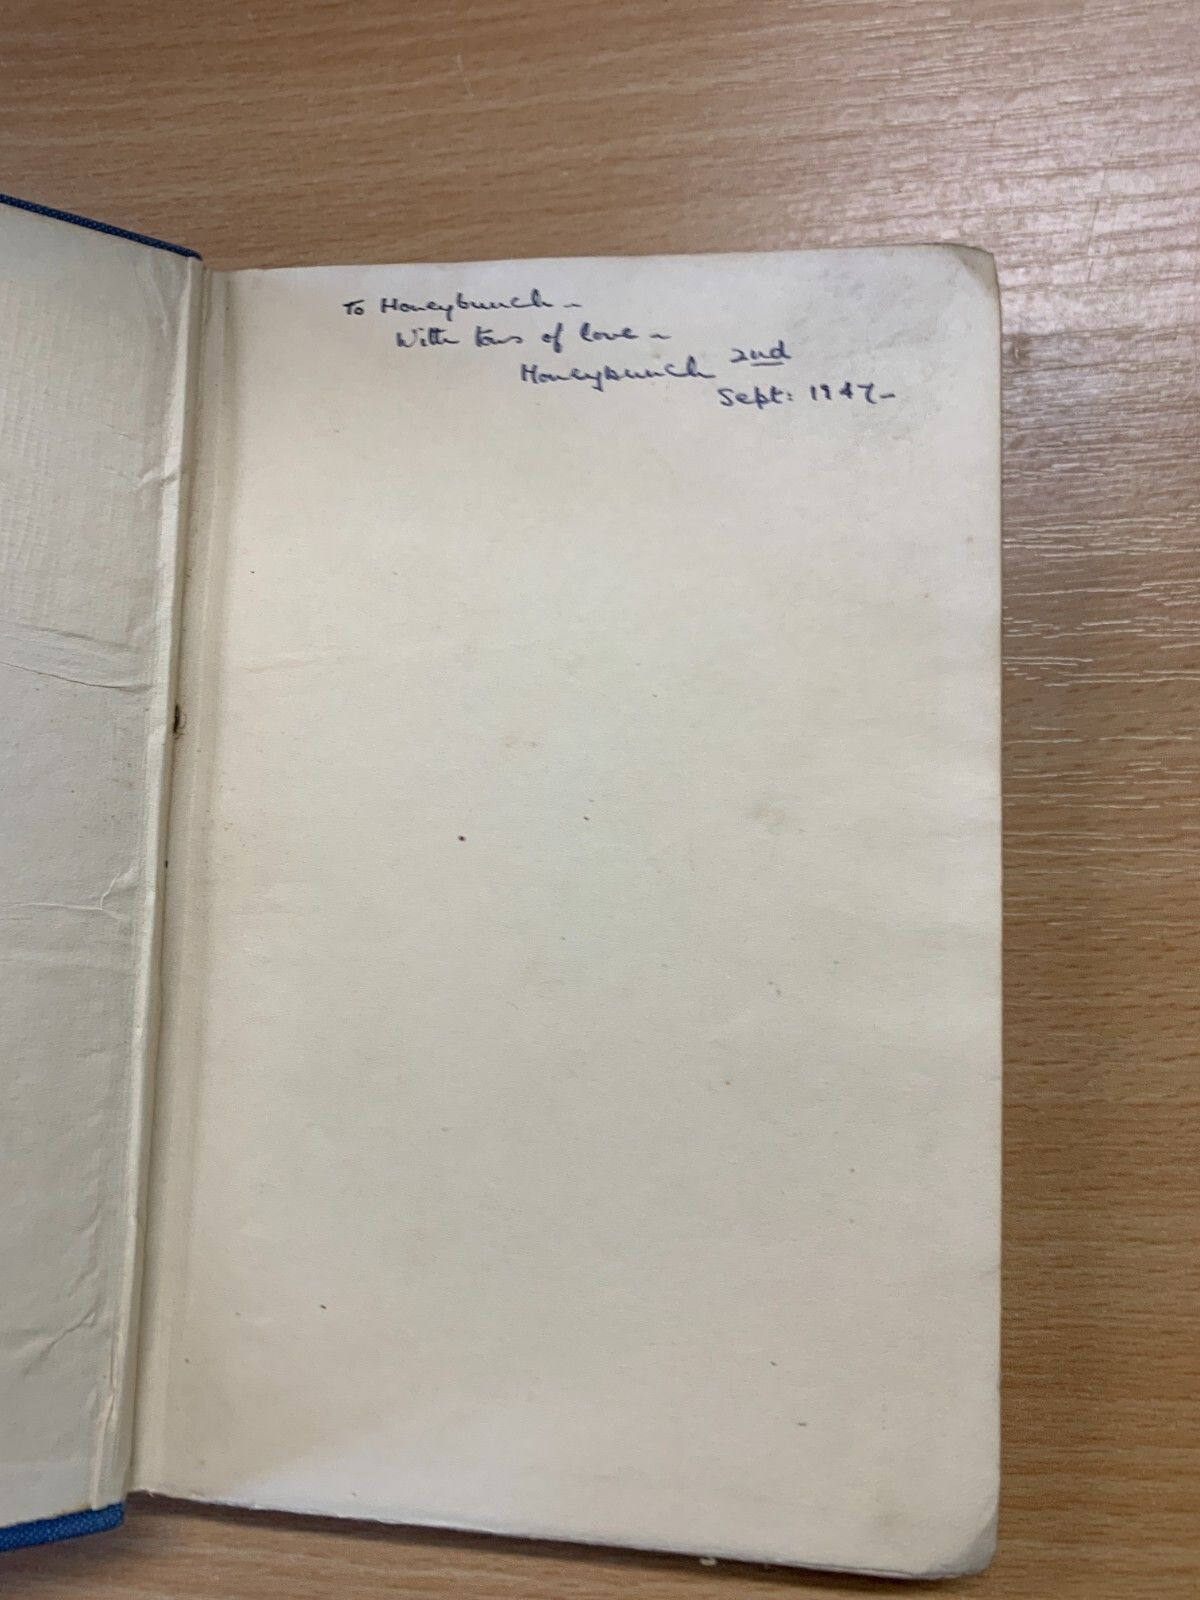 To Honeybunch -
With tons of love -
Honeybunch 2nd
Sept: 1947 -